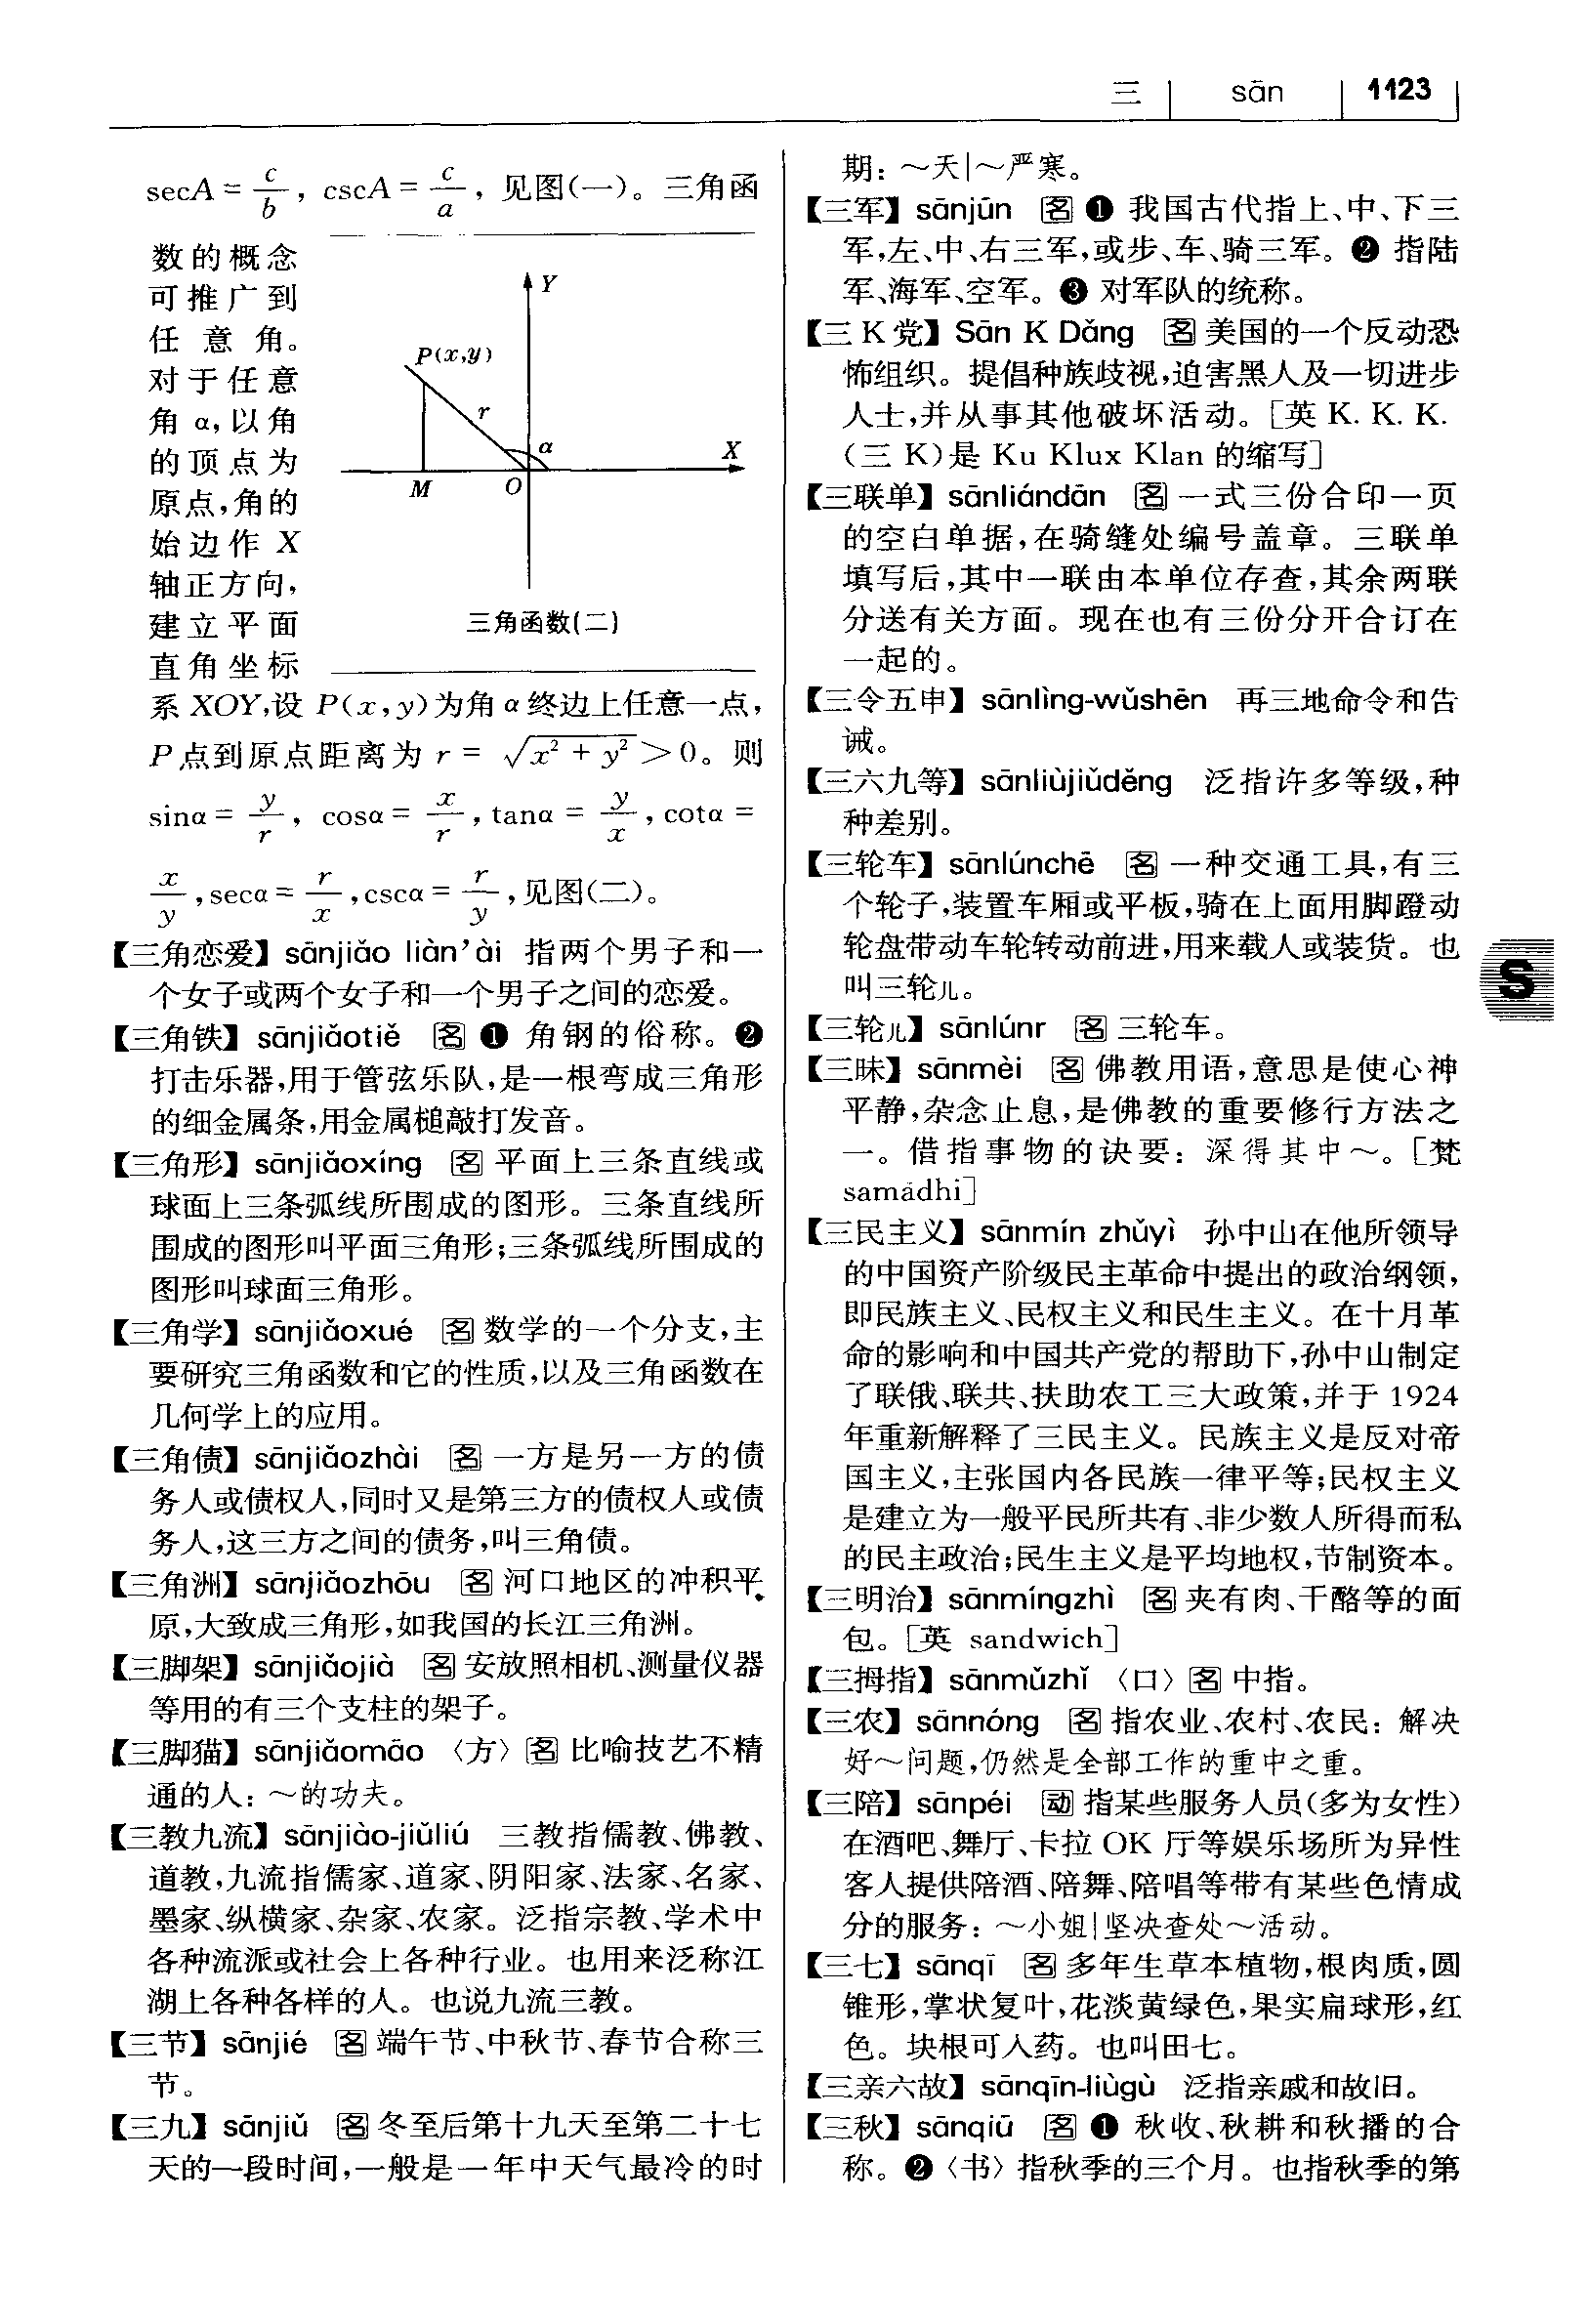 三 sān 1123
secA = c/b, cscA = c/a, 见图(一)。三角函
数的概念
可推广到
任意角。
对于任意
角α,以角
的顶点为
原点,角的
始边作 X
轴正方向,
建立平面
直角坐标
Y
P(x,y)
r
α
X
M
O
三角函数(二)
系 XOY,设 P(x,y)为角α终边上任意一点,
P点到原点距离为 r = √(x² + y²) > 0。则
sinα = y/r, cosα = x/r, tanα = y/x, cotα =
x/y, secα = r/x, cscα = r/y, 见图(二)。
【三角恋爱】sānjiǎo liàn’ài 指两个男子和一
个女子或两个女子和一个男子之间的恋爱。
【三角铁】sānjiǎotiě 名 ❶ 角钢的俗称。❷
打击乐器,用于管弦乐队,是一根弯成三角形
的细金属条,用金属槌敲打发音。
【三角形】sānjiǎoxíng 名 平面上三条直线或
球面上三条弧线所围成的图形。三条直线所
围成的图形叫平面三角形;三条弧线所围成的
图形叫球面三角形。
【三角学】sānjiǎoxué 名 数学的一个分支,主
要研究三角函数和它的性质,以及三角函数在
几何学上的应用。
【三角债】sānjiǎozhài 名 一方是另一方的债
务人或债权人,同时又是第三方的债权人或债
务人,这三方之间的债务,叫三角债。
【三角洲】sānjiǎozhōu 名 河口地区的冲积平
原,大致成三角形,如我国的长江三角洲。
【三脚架】sānjiǎojià 名 安放照相机、测量仪器
等用的有三个支柱的架子。
【三脚猫】sānjiǎomāo 〈方〉名 比喻技艺不精
通的人: ~的功夫。
【三教九流】sānjiào-jiǔliú 三教指儒教、佛教、
道教,九流指儒家、道家、阴阳家、法家、名家、
墨家、纵横家、杂家、农家。泛指宗教、学术中
各种流派或社会上各种行业。也用来泛称江
湖上各种各样的人。也说九流三教。
【三节】sānjié 名 端午节、中秋节、春节合称三
节。
【三九】sānjiǔ 名 冬至后第十九天至第二十七
天的一段时间,一般是一年中天气最冷的时
期: ~天|~严寒。
【三军】sānjūn 名 ❶ 我国古代指上、中、下三
军,左、中、右三军,或步、车、骑三军。❷ 指陆
军、海军、空军。❸ 对军队的统称。
【三 K 党】Sān K Dǎng 名 美国的一个反动恐
怖组织。提倡种族歧视,迫害黑人及一切进步
人士,并从事其他破坏活动。[英 K. K. K.
(三 K)是 Ku Klux Klan 的缩写]
【三联单】sānliándān 名 一式三份合印一页
的空白单据,在骑缝处编号盖章。三联单
填写后,其中一联由本单位存查,其余两联
分送有关方面。现在也有三份分开合订在
一起的。
【三令五申】sānlìng-wǔshēn 再三地命令和告
诫。
【三六九等】sānliùjiǔděng 泛指许多等级,种
种差别。
【三轮车】sānlúnchē 名 一种交通工具,有三
个轮子,装置车厢或平板,骑在上面用脚蹬动
轮盘带动车轮转动前进,用来载人或装货。也
叫三轮儿。
【三轮儿】sānlúnr 名 三轮车。
【三昧】sānmèi 名 佛教用语,意思是使心神
平静,杂念止息,是佛教的重要修行方法之
一。借指事物的诀要: 深得其中~。[梵
samādhi]
【三民主义】sānmín zhǔyì 孙中山在他所领导
的中国资产阶级民主革命中提出的政治纲领,
即民族主义、民权主义和民生主义。在十月革
命的影响和中国共产党的帮助下,孙中山制定
了联俄、联共、扶助农工三大政策,并于 1924
年重新解释了三民主义。民族主义是反对帝
国主义,主张国内各民族一律平等;民权主义
是建立为一般平民所共有、非少数人所得而私
的民主政治;民生主义是平均地权,节制资本。
【三明治】sānmíngzhì 名 夹有肉、干酪等的面
包。[英 sandwich]
【三拇指】sānmǔzhǐ 〈口〉名 中指。
【三农】sānnóng 名 指农业、农村、农民: 解决
好~问题,仍然是全部工作的重中之重。
【三陪】sānpéi 动 指某些服务人员(多为女性)
在酒吧、舞厅、卡拉 OK 厅等娱乐场所为异性
客人提供陪酒、陪舞、陪唱等带有某些色情成
分的服务: ~小姐|坚决查处~活动。
【三七】sānqī 名 多年生草本植物,根肉质,圆
锥形,掌状复叶,花淡黄绿色,果实扁球形,红
色。块根可入药。也叫田七。
【三亲六故】sānqīn-liùgù 泛指亲戚和故旧。
【三秋】sānqiū 名 ❶ 秋收、秋耕和秋播的合
称。❷〈书〉指秋季的三个月。也指秋季的第
S